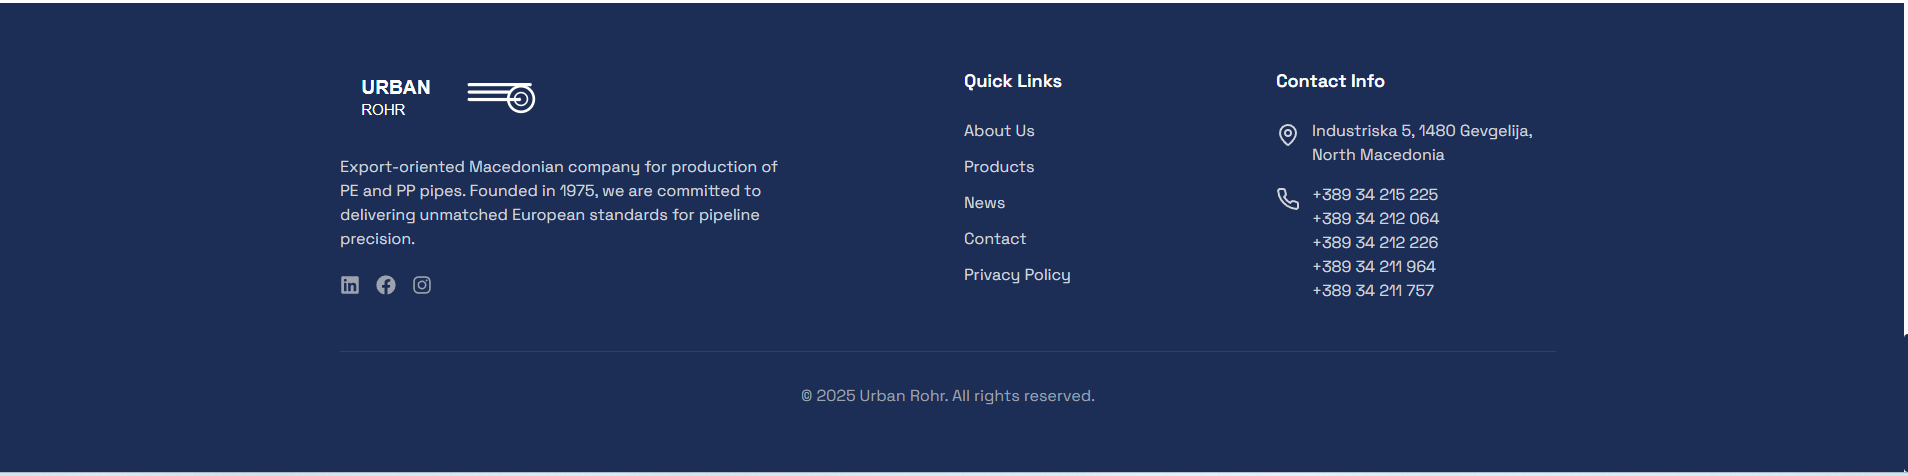 URBAN
ROHR
Export-oriented Macedonian company for production of
PE and PP pipes. Founded in 1975, we are committed to
delivering unmatched European standards for pipeline
precision.
Quick Links
About Us
Products
News
Contact
Privacy Policy
Contact Info
Industriska 5, 1480 Gevgelija,
North Macedonia
+389 34 215 225
+389 34 212 064
+389 34 212 226
+389 34 211 964
+389 34 211 757
© 2025 Urban Rohr. All rights reserved.